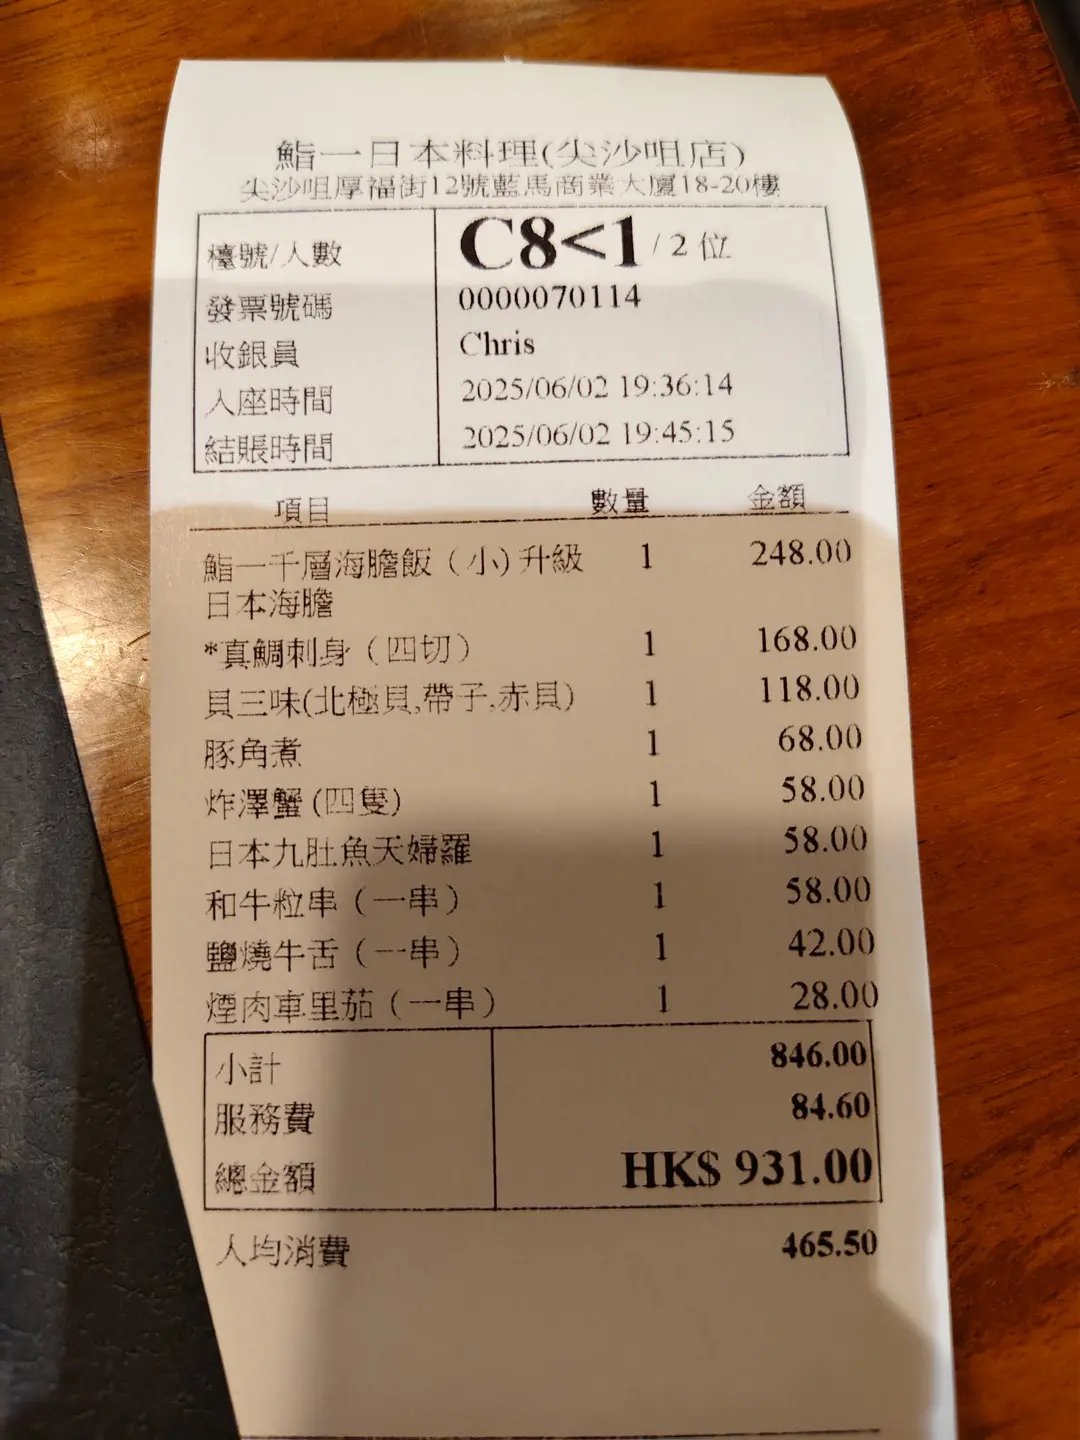 鮨一日本料理(尖沙咀店)
尖沙咀厚福街12號藍馬商業大廈18-20樓
檯號/人數 C8<1 / 2 位
發票號碼 0000070114
收銀員 Chris
入座時間 2025/06/02 19:36:14
結賬時間 2025/06/02 19:45:15
項目 數量 金額
鮨一千層海膽飯（小）升級 1 248.00
日本海膽
*真鯛刺身（四切） 1 168.00
貝三味(北極貝,帶子,赤貝) 1 118.00
豚角煮 1 68.00
炸澤蟹 (四隻) 1 58.00
日本九肚魚天婦羅 1 58.00
和牛粒串（一串） 1 58.00
鹽燒牛舌（一串） 1 42.00
煙肉車里茄（一串） 1 28.00
小計 846.00
服務費 84.60
總金額 HK$ 931.00
人均消費 465.50